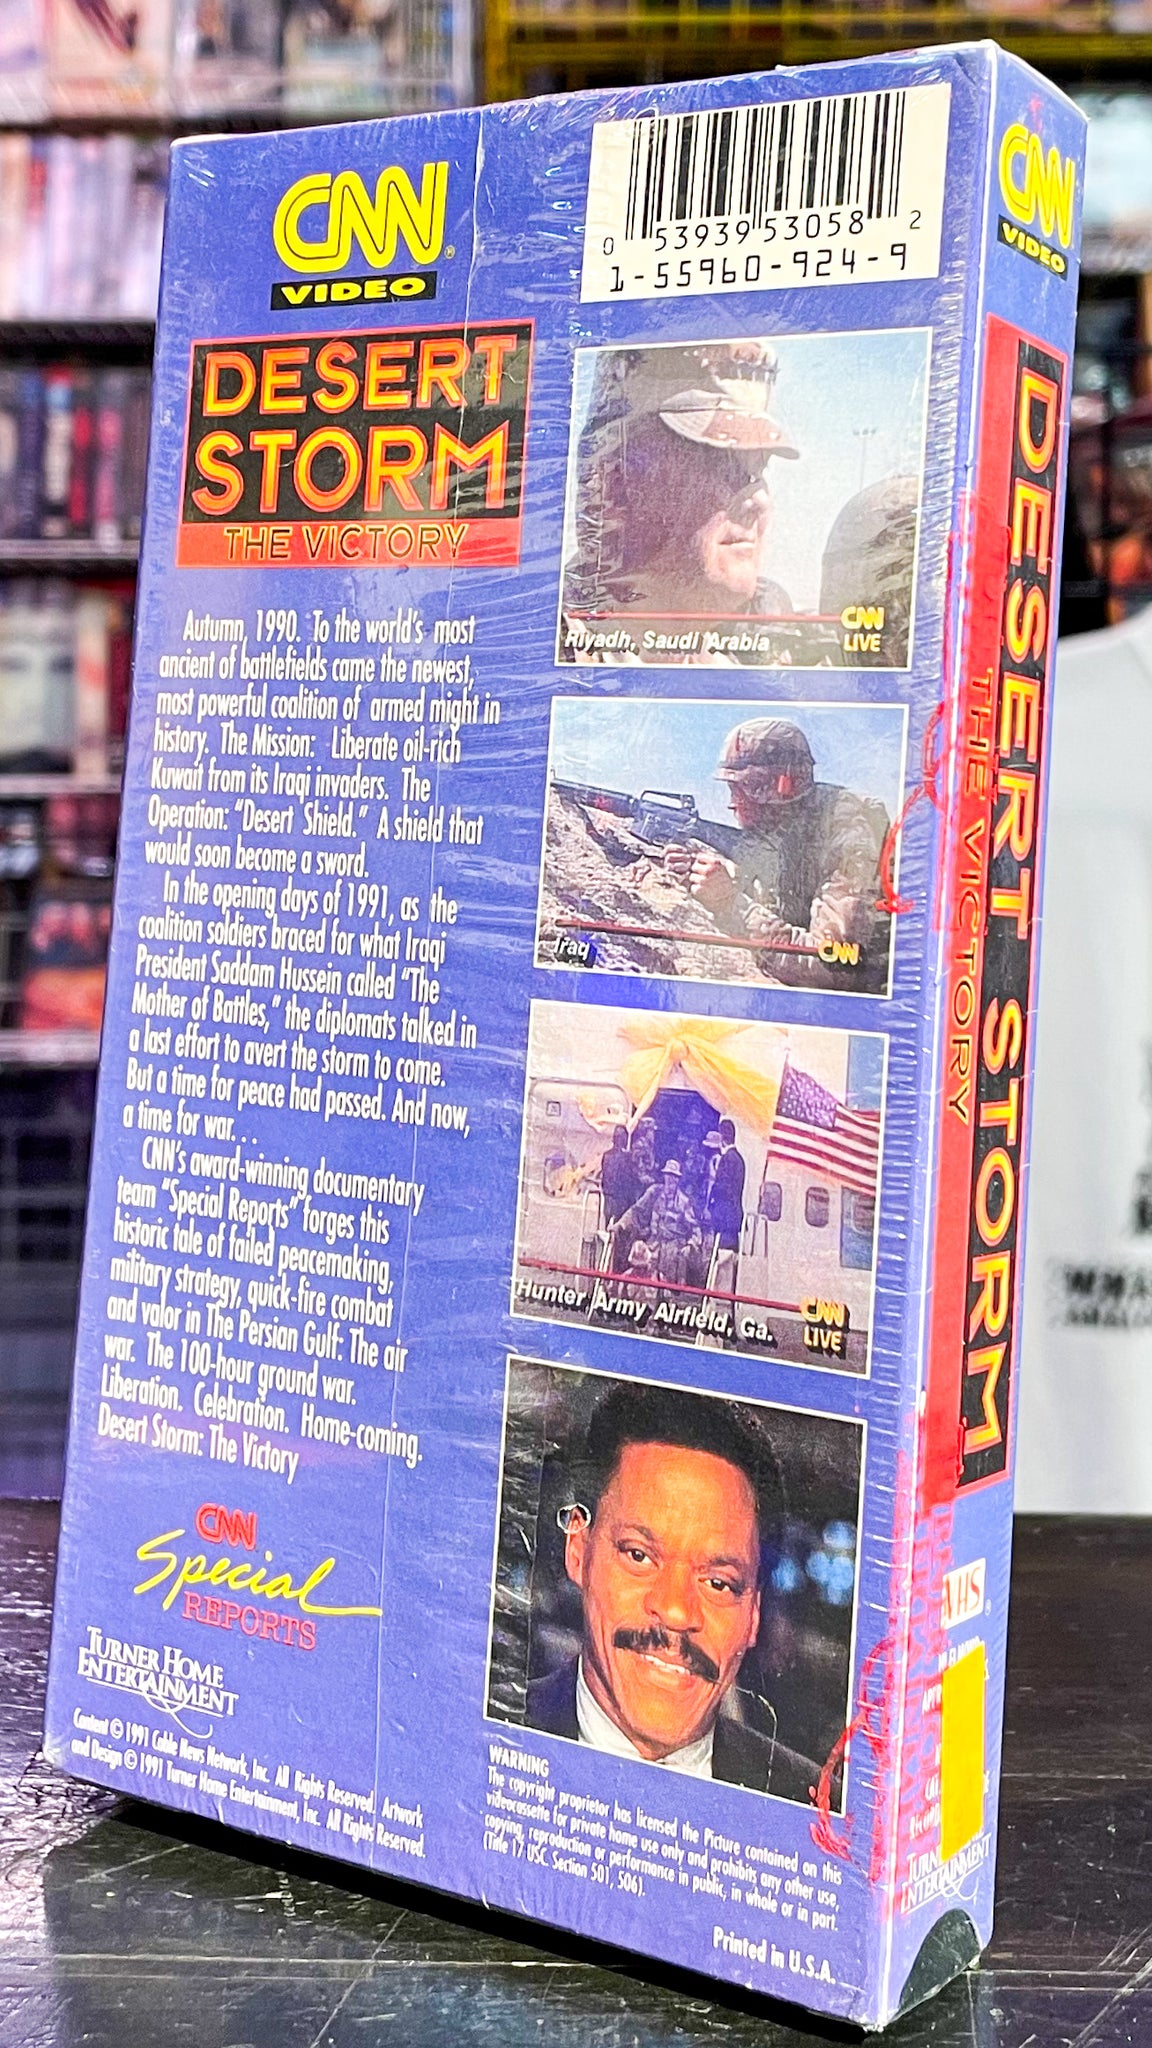 CNN
VIDEO
DESERT
STORM
THE VICTORY
Autumn, 1990. To the world's most
ancient of battlefields came the newest,
most powerful coalition of armed might in
history. The Mission: Liberate oil-rich
Kuwait from its Iraqi invaders. The
Operation: "Desert Shield." A shield that
would soon become a sword.
In the opening days of 1991, as the
coalition soldiers braced for what Iraqi
President Saddam Hussein called "The
Mother of Battles," the diplomats talked in
a last effort to avert the storm to come.
But a time for peace had passed. And now,
a time for war...
CNN's award-winning documentary
team "Special Reports" forges this
historic tale of failed peacemaking,
military strategy, quick-fire combat
and valor in The Persian Gulf: The air
war. The 100-hour ground war.
Liberation. Celebration. Home-coming.
Desert Storm: The Victory
CNN
Special
REPORTS
TURNER HOME
ENTERTAINMENT
Content © 1991 Cable News Network, Inc. All Rights Reserved. Artwork
and Design © 1991 Turner Home Entertainment, Inc. All Rights Reserved.
0 53939 53058 2
1-55960-924-9
CNN
LIVE
Riyadh, Saudi Arabia
Iraq
CNN
Hunter Army Airfield, Ga.
CNN
LIVE
WARNING
The copyright proprietor has licensed the Picture contained on this
videocassette for private home use only and prohibits any other use,
copying, reproduction or performance in public, in whole or in part.
(Title 17 USC. Section 501, 506).
Printed in U.S.A.
CNN
VIDEO
DESERT STORM
THE VICTORY
VHS
ENTERTAINMENT